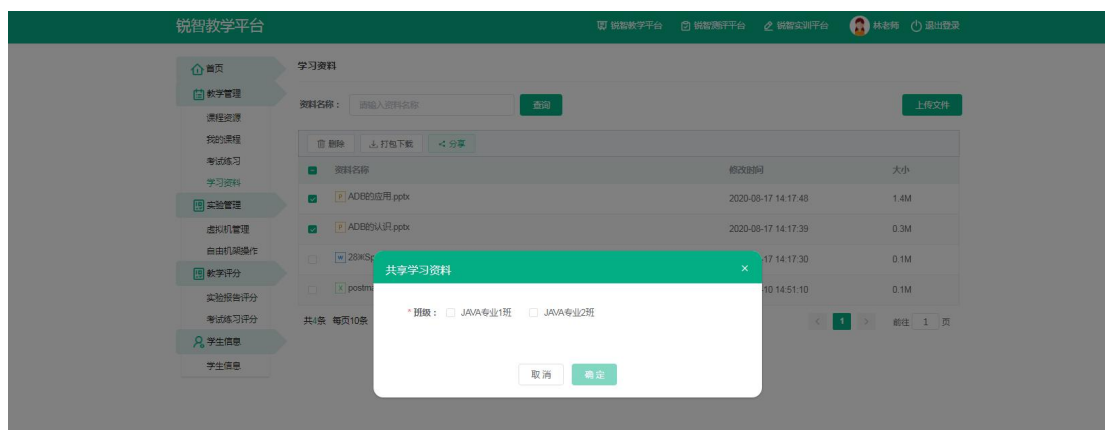 锐智教学平台
锐智教学平台 锐智测评平台 锐智实训平台 林老师 退出登录
首页
教学管理
课程资源
我的课程
考试练习
学习资料
实验管理
虚拟机管理
自由机架操作
教学评分
实验报告评分
考试练习评分
学生信息
学生信息
学习资料
资料名称： 请输入资料名称 查询 上传文件
删除 打包下载 分享
资料名称 修改时间 大小
ADB的应用.pptx 2020-08-17 14:17:48 1.4M
ADB的认识.pptx 2020-08-17 14:17:39 0.3M
-17 14:17:30 0.1M
postm -10 14:51:10 0.1M
共4条 每页10条 < 1 > 前往 1 页
共享学习资料 ×
* 班级： JAVA专业1班 JAVA专业2班
取消 确定